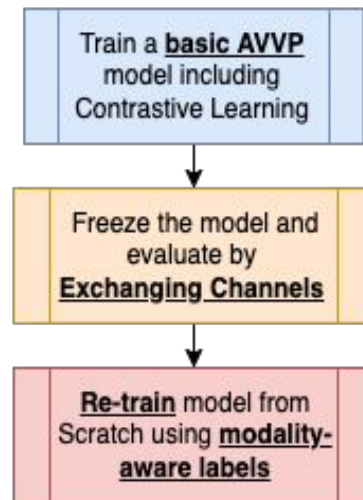 Train a basic AVVP
model including
Contrastive Learning
Freeze the model and
evaluate by
Exchanging Channels
Re-train model from
Scratch using modality-
aware labels